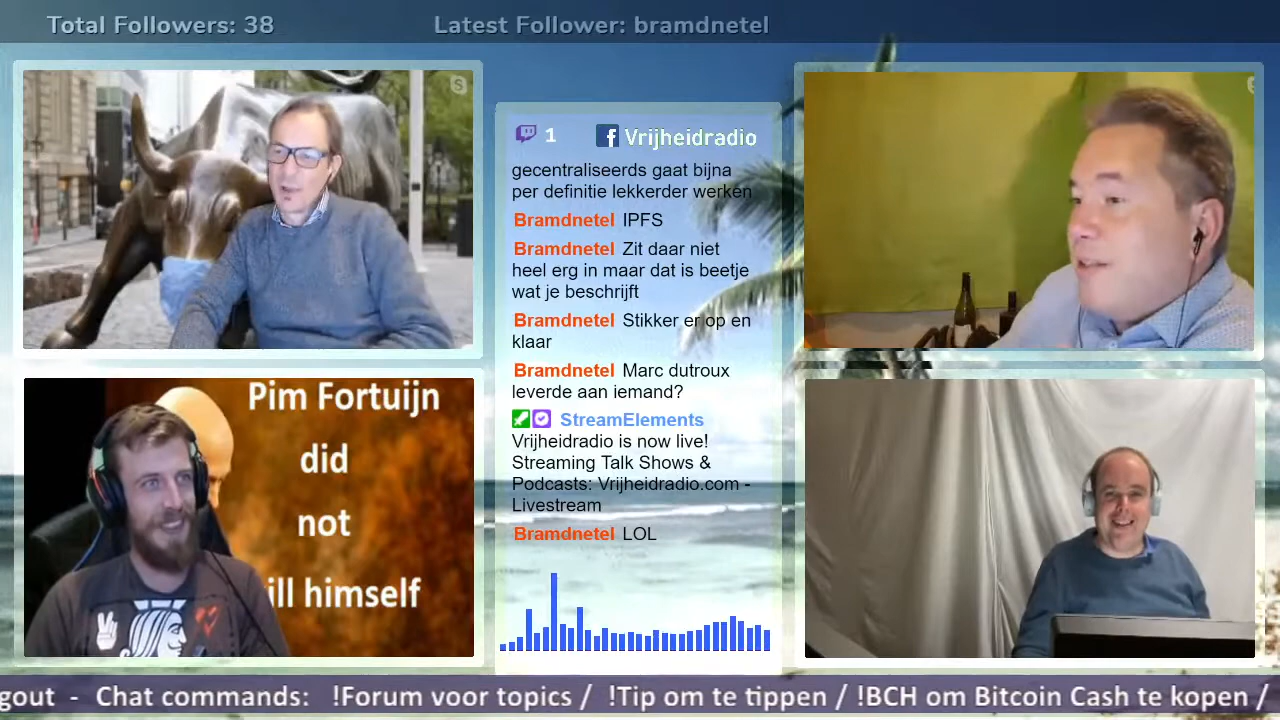 Total Followers: 38
Latest Follower: bramdnetel
1
Vrijheidradio
gecentraliseerds gaat bijna
per definitie lekkerder werken
Bramdnetel IPFS
Bramdnetel Zit daar niet
heel erg in maar dat is beetje
wat je beschrijft
Bramdnetel Stikker er op en
klaar
Bramdnetel Marc dutroux
leverde aan iemand?
StreamElements
Vrijheidradio is now live!
Streaming Talk Shows &
Podcasts: Vrijheidradio.com -
Livestream
Bramdnetel LOL
Pim Fortuijn
did
not
ill himself
gout - Chat commands: !Forum voor topics / !Tip om te tippen / !BCH om Bitcoin Cash te kopen /